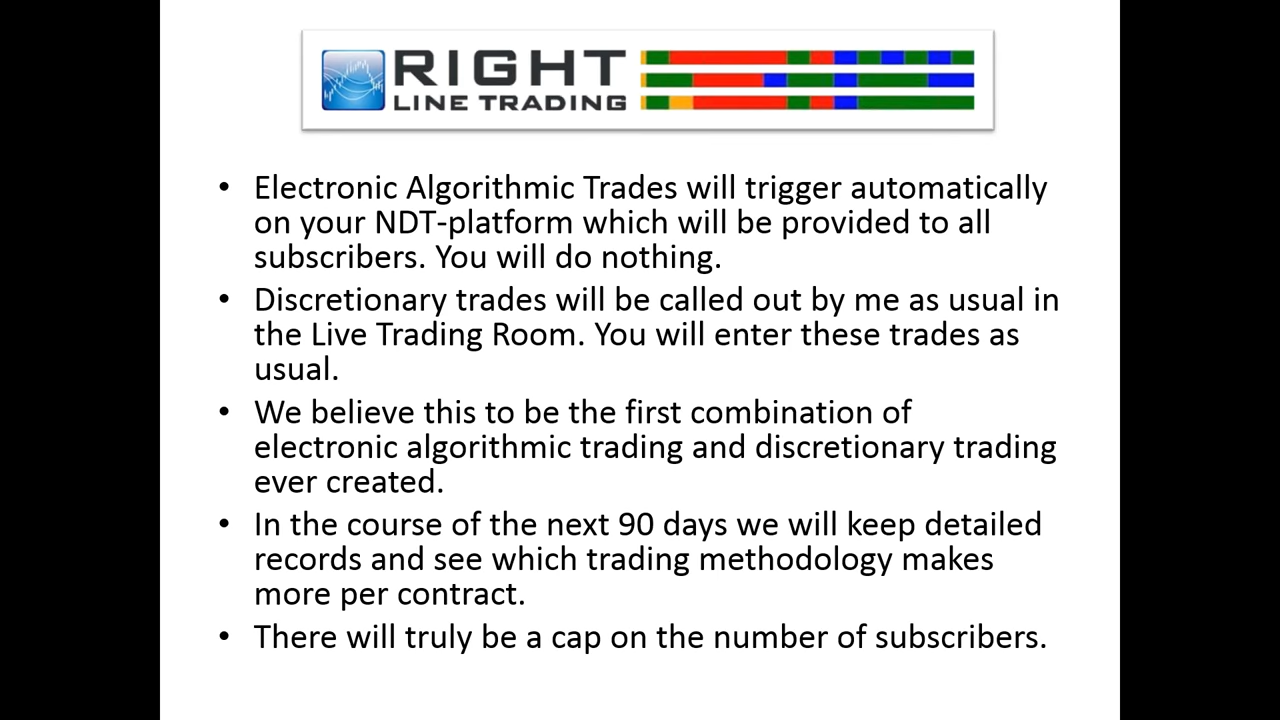 RIGHT
LINE TRADING
• Electronic Algorithmic Trades will trigger automatically
on your NDT-platform which will be provided to all
subscribers. You will do nothing.
• Discretionary trades will be called out by me as usual in
the Live Trading Room. You will enter these trades as
usual.
• We believe this to be the first combination of
electronic algorithmic trading and discretionary trading
ever created.
• In the course of the next 90 days we will keep detailed
records and see which trading methodology makes
more per contract.
• There will truly be a cap on the number of subscribers.